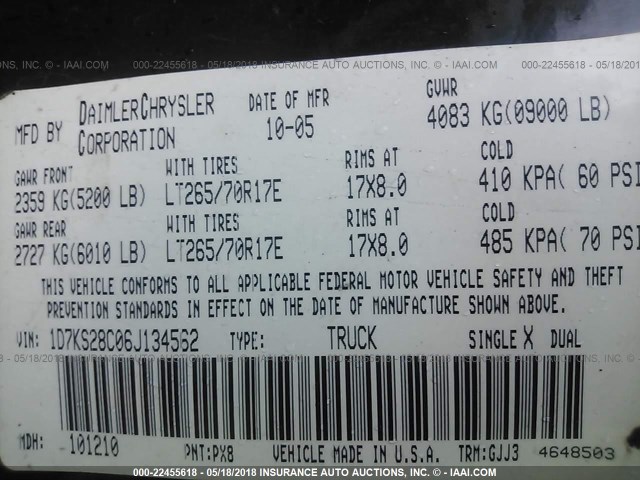 INC. - IAAI.COM 000-22455618 - 05/18/2018 INSURANCE AUTO AUCTIONS, INC. - IAAI.COM 000-22455618
MFD BY DAIMLERCHRYSLER CORPORATION
DATE OF MFR 10-05
GVWR 4083 KG(09000 LB)
GAWR FRONT WITH TIRES RIMS AT COLD
2359 KG(5200 LB) LT265/70R17E 17X8.0 410 KPA( 60 PSI
GAWR REAR WITH TIRES RIMS AT COLD
2727 KG(6010 LB) LT265/70R17E 17X8.0 485 KPA( 70 PSI
THIS VEHICLE CONFORMS TO ALL APPLICABLE FEDERAL MOTOR VEHICLE SAFETY AND THEFT
PREVENTION STANDARDS IN EFFECT ON THE DATE OF MANUFACTURE SHOWN ABOVE.
VIN: 1D7KS28C06J134562 TYPE: TRUCK SINGLE X DUAL
MDH: 101210 PNT:PX8 VEHICLE MADE IN U.S.A. TRM:GJJ3 4648503
000-22455618 - 05/18/2018 INSURANCE AUTO AUCTIONS, INC. - IAAI.COM